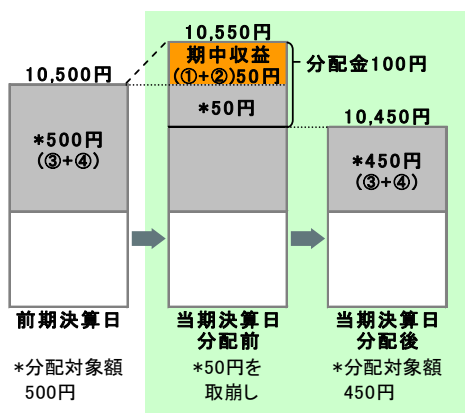 10,550円
期中収益
(①+②)50円
分配金100円
10,500円
*50円
10,450円
*500円
(③+④)
*450円
(③+④)
前期決算日
当期決算日
分配前
当期決算日
分配後
*分配対象額
500円
*50円を
取崩し
*分配対象額
450円